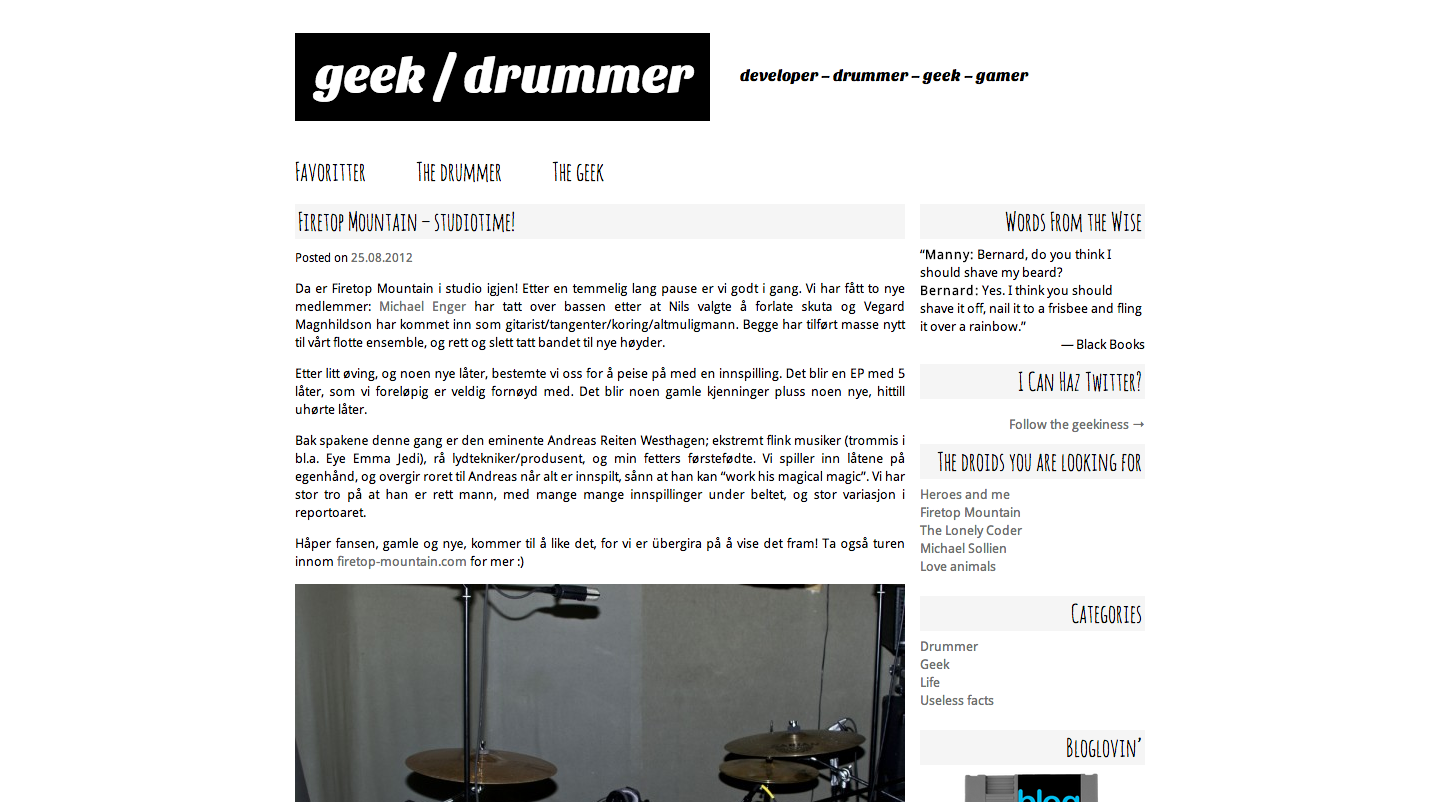 geek / drummer
developer – drummer – geek – gamer
Favoritter
The drummer
The geek
Firetop Mountain – studiotime!
Posted on 25.08.2012
Da er Firetop Mountain i studio igjen! Etter en temmelig lang pause er vi godt i gang. Vi har fått to nye
medlemmer: Michael Enger har tatt over bassen etter at Nils valgte å forlate skuta og Vegard
Magnhildson har kommet inn som gitarist/tangenter/koring/altmuligmann. Begge har tilført masse nytt
til vårt flotte ensemble, og rett og slett tatt bandet til nye høyder.
Etter litt øving, og noen nye låter, bestemte vi oss for å peise på med en innspilling. Det blir en EP med 5
låter, som vi foreløpig er veldig fornøyd med. Det blir noen gamle kjenninger pluss noen nye, hittill
uhørte låter.
Bak spakene denne gang er den eminente Andreas Reiten Westhagen; ekstremt flink musiker (trommis i
bl.a. Eye Emma Jedi), rå lydtekniker/produsent, og min fetters førstefødte. Vi spiller inn låtene på
egenhånd, og overgir roret til Andreas når alt er innspilt, sånn at han kan “work his magical magic”. Vi har
stor tro på at han er rett mann, med mange mange innspillinger under beltet, og stor variasjon i
reportoaret.
Håper fansen, gamle og nye, kommer til å like det, for vi er übergira på å vise det fram! Ta også turen
innom firetop-mountain.com for mer :)
Words From the Wise
“Manny: Bernard, do you think I
should shave my beard?
Bernard: Yes. I think you should
shave it off, nail it to a frisbee and fling
it over a rainbow.”
— Black Books
I Can Haz Twitter?
Follow the geekiness →
The droids you are looking for
Heroes and me
Firetop Mountain
The Lonely Coder
Michael Sollien
Love animals
Categories
Drummer
Geek
Life
Useless facts
Bloglovin’
blog